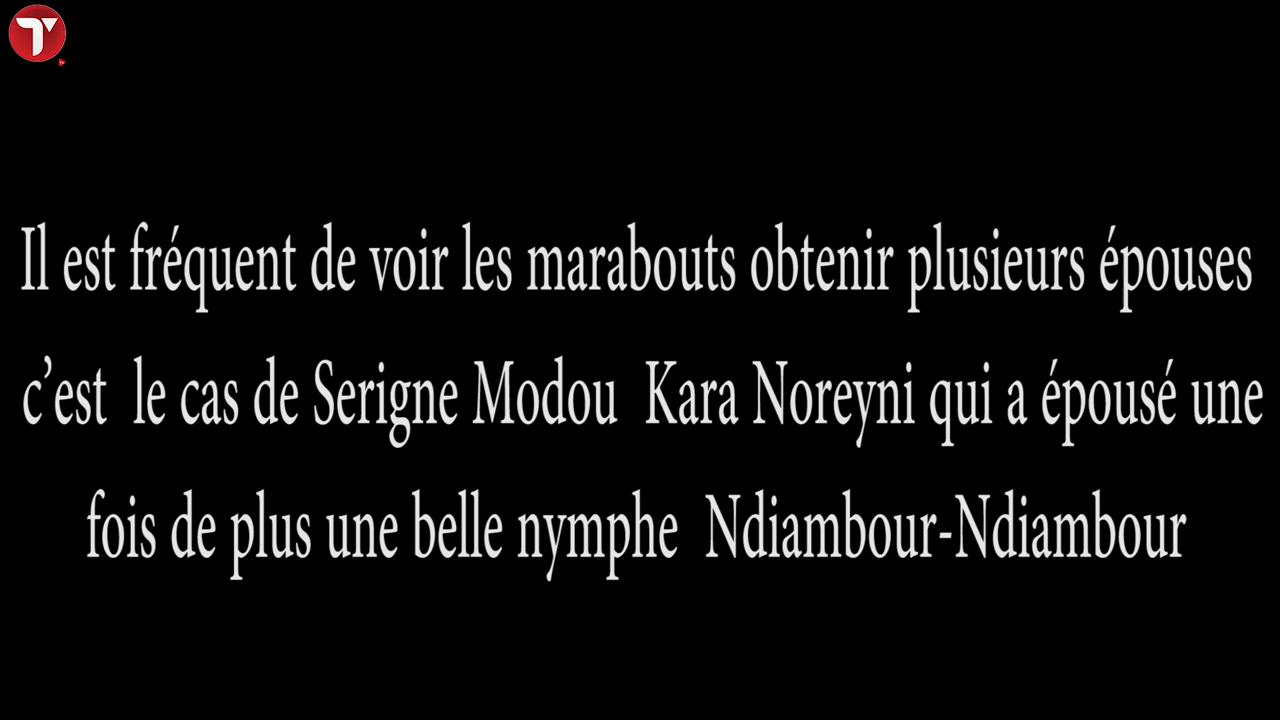 Il est fréquent de voir les marabouts obtenir plusieurs épouses
c’est le cas de Serigne Modou Kara Noreyni qui a épousé une
fois de plus une belle nymphe Ndiambour-Ndiambour